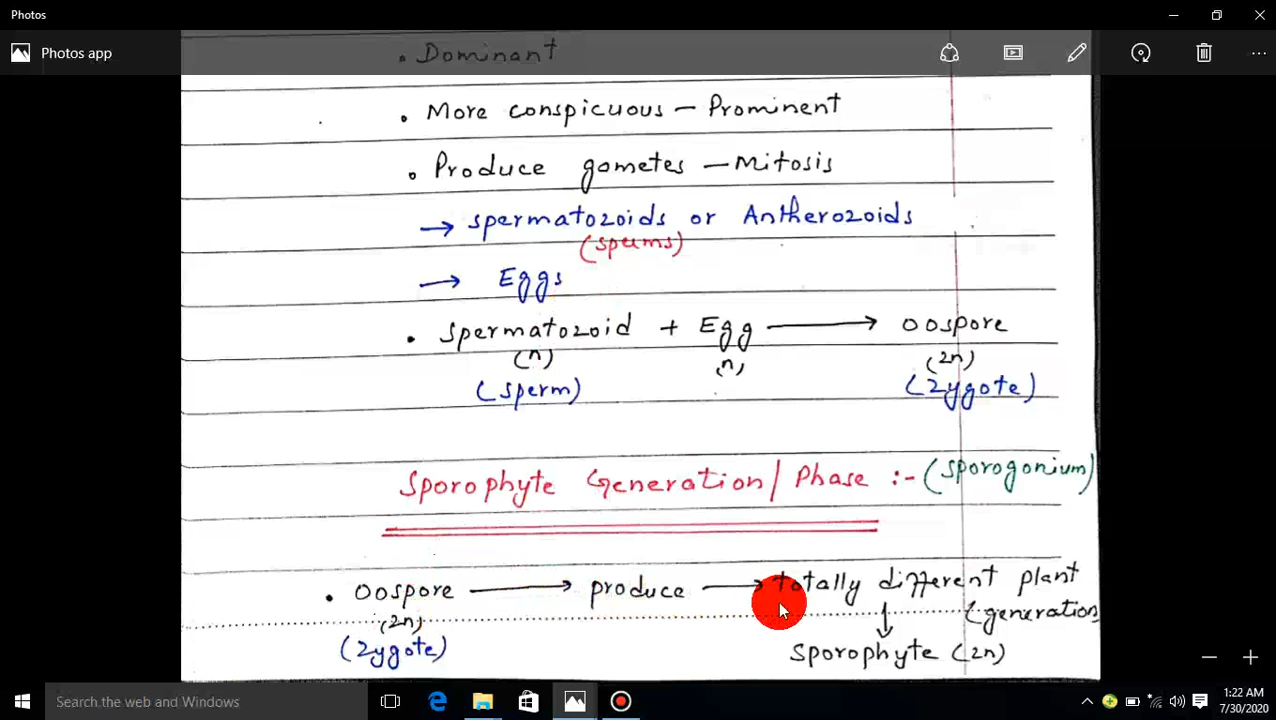 Photos
Photos app
. Dominant
. More conspicuous – Prominent
. Produce gametes – Mitosis
→ Spermatozoids or Antherozoids
(sperms)
→ Eggs
. Spermatozoid + Egg → Oospore
(n) (n) (2n)
(sperm) (Zygote)
Sporophyte Generation/Phase :- (Sporogonium)
. Oospore → produce → totally different plant
(2n) (generation
(Zygote) Sporophyte (2n)
Search the web and Windows
1:22 AM
7/30/2020